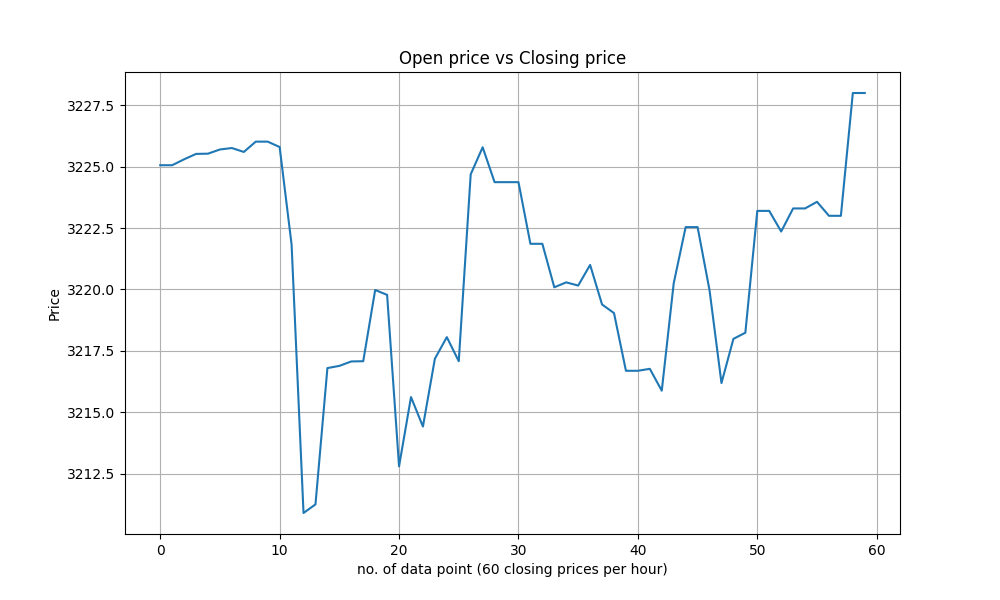 Open price vs Closing price
3227.5
3225.0
3222.5
3220.0
3217.5
3215.0
3212.5
Price
0 10 20 30 40 50 60
no. of data point (60 closing prices per hour)